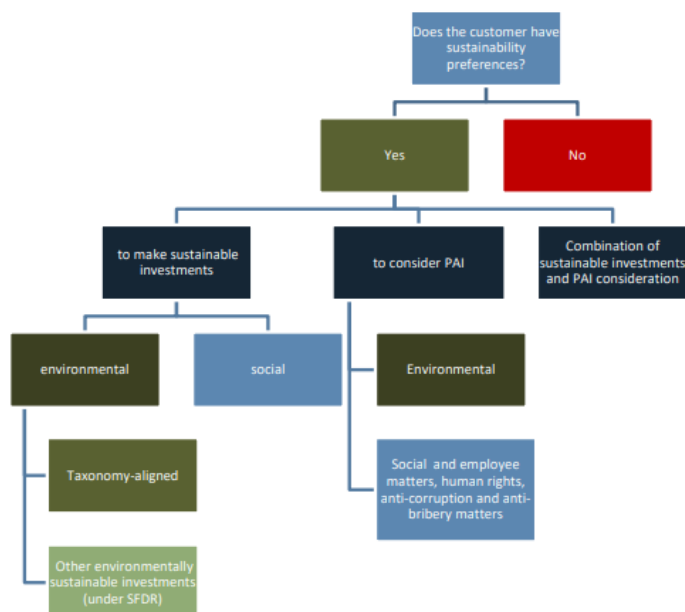 Does the customer have
sustainability
preferences?
Yes
No
to make sustainable
investments
to consider PAI
Combination of
sustainable investments
and PAI consideration
environmental
social
Environmental
Taxonomy-aligned
Social and employee
matters, human rights,
anti-corruption and anti-
bribery matters
Other environmentally
sustainable investments
(under SFDR)